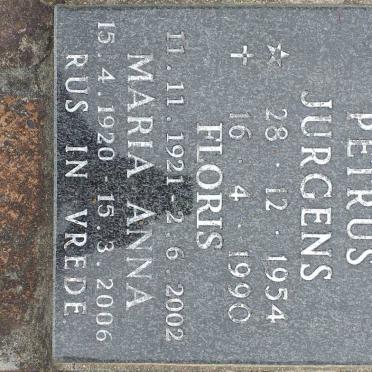 PETRUS
JURGENS
☆ 28 · 12 · 1954
✝ 16 · 4 · 1990
FLORIS
11 . 11 . 1921 - 2 . 6 . 2002
MARIA ANNA
15 . 4 . 1920 - 15 . 3 . 2006
RUS IN VREDE